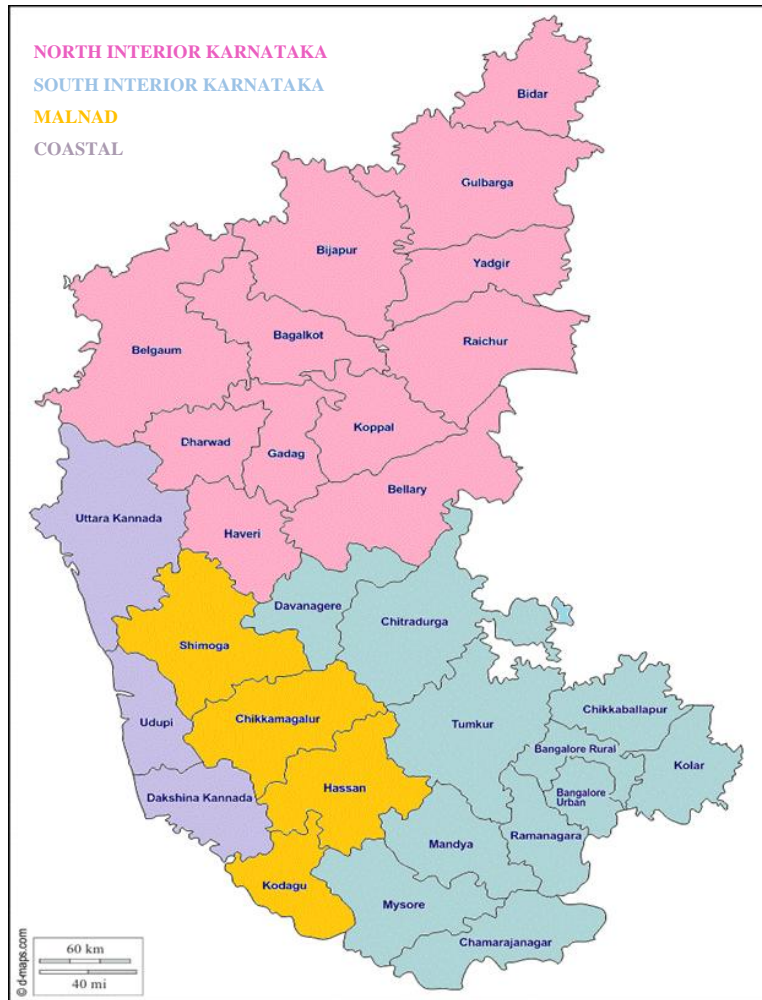 NORTH INTERIOR KARNATAKA
SOUTH INTERIOR KARNATAKA
MALNAD
COASTAL
Bidar
Gulbarga
Bijapur
Yadgir
Bagalkot
Raichur
Belgaum
Koppal
Dharwad
Gadag
Bellary
Uttara Kannada
Haveri
Davanagere
Chitradurga
Shimoga
Chikkaballapur
Udupi
Chikkamagalur
Tumkur
Bangalore Rural
Kolar
Hassan
Dakshina Kannada
Bangalore
Urban
Ramanagara
Mandya
Kodagu
Mysore
Chamarajanagar
60 km
40 mi
© d-maps.com